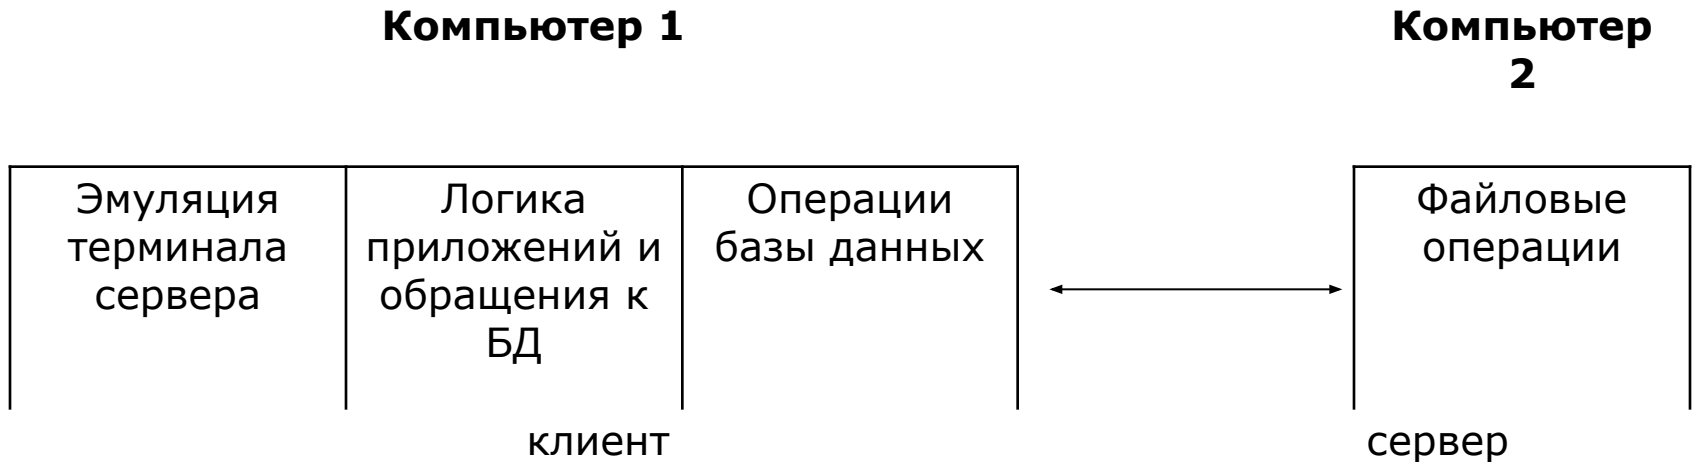 Компьютер 1
Компьютер
2
Эмуляция
терминала
сервера
Логика
приложений и
обращения к
БД
Операции
базы данных
Файловые
операции
клиент
сервер